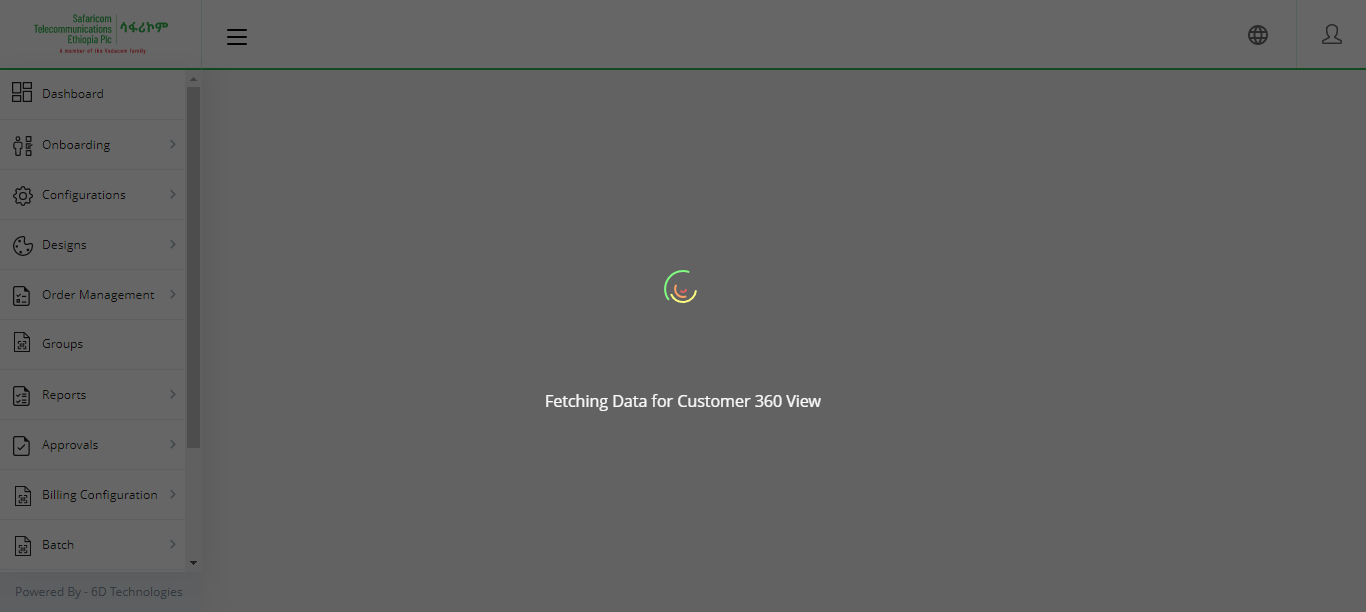 Safaricom
Telecommunications
Ethiopia Plc
ሳፋሪኮም
A member of the Vodacom family
Dashboard
Onboarding
Configurations
Designs
Order Management
Groups
Reports
Approvals
Billing Configuration
Batch
Powered By - 6D Technologies
Fetching Data for Customer 360 View